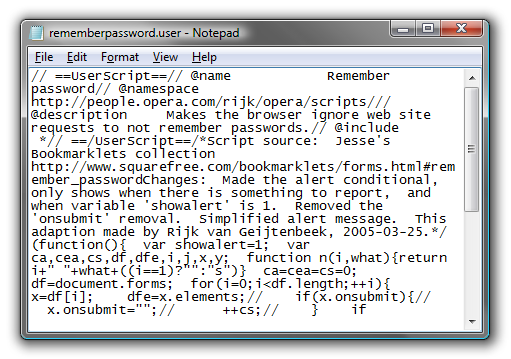 rememberpassword.user - Notepad
File Edit Format View Help
// ==UserScript==// @name Remember
password// @namespace
http://people.opera.com/rijk/opera/scripts///
@description Makes the browser ignore web site
requests to not remember passwords.// @include
*// ==/UserScript==/*Script source: Jesse's
Bookmarklets collection
http://www.squarefree.com/bookmarklets/forms.html#rem
ember_passwordChanges: Made the alert conditional,
only shows when there is something to report, and
when variable 'showalert' is 1. Removed the
'onsubmit' removal. Simplified alert message. This
adaption made by Rijk van Geijtenbeek, 2005-03-25.*/
(function(){ var showalert=1; var
ca,cea,cs,df,dfe,i,j,x,y; function n(i,what){return
i+" "+what+((i==1)?"":"s")} ca=cea=cs=0;
df=document.forms; for(i=0;i<df.length;++i){
x=df[i]; dfe=x.elements;// if(x.onsubmit){//
x.onsubmit="";// ++cs;// } if